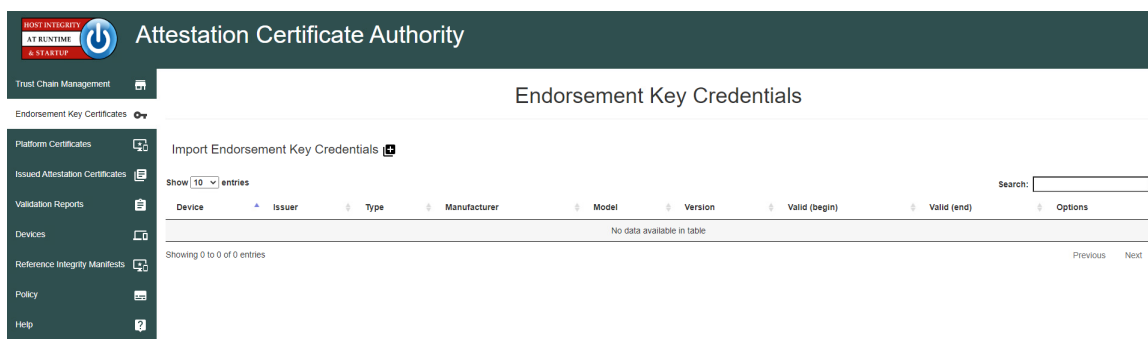 HOST INTEGRITY
AT RUNTIME
& STARTUP
Attestation Certificate Authority
Trust Chain Management
Endorsement Key Certificates
Platform Certificates
Issued Attestation Certificates
Validation Reports
Devices
Reference Integrity Manifests
Policy
Help
Endorsement Key Credentials
Import Endorsement Key Credentials
Show 10 entries
Search:
Device Issuer Type Manufacturer Model Version Valid (begin) Valid (end) Options
No data available in table
Showing 0 to 0 of 0 entries
Previous Next